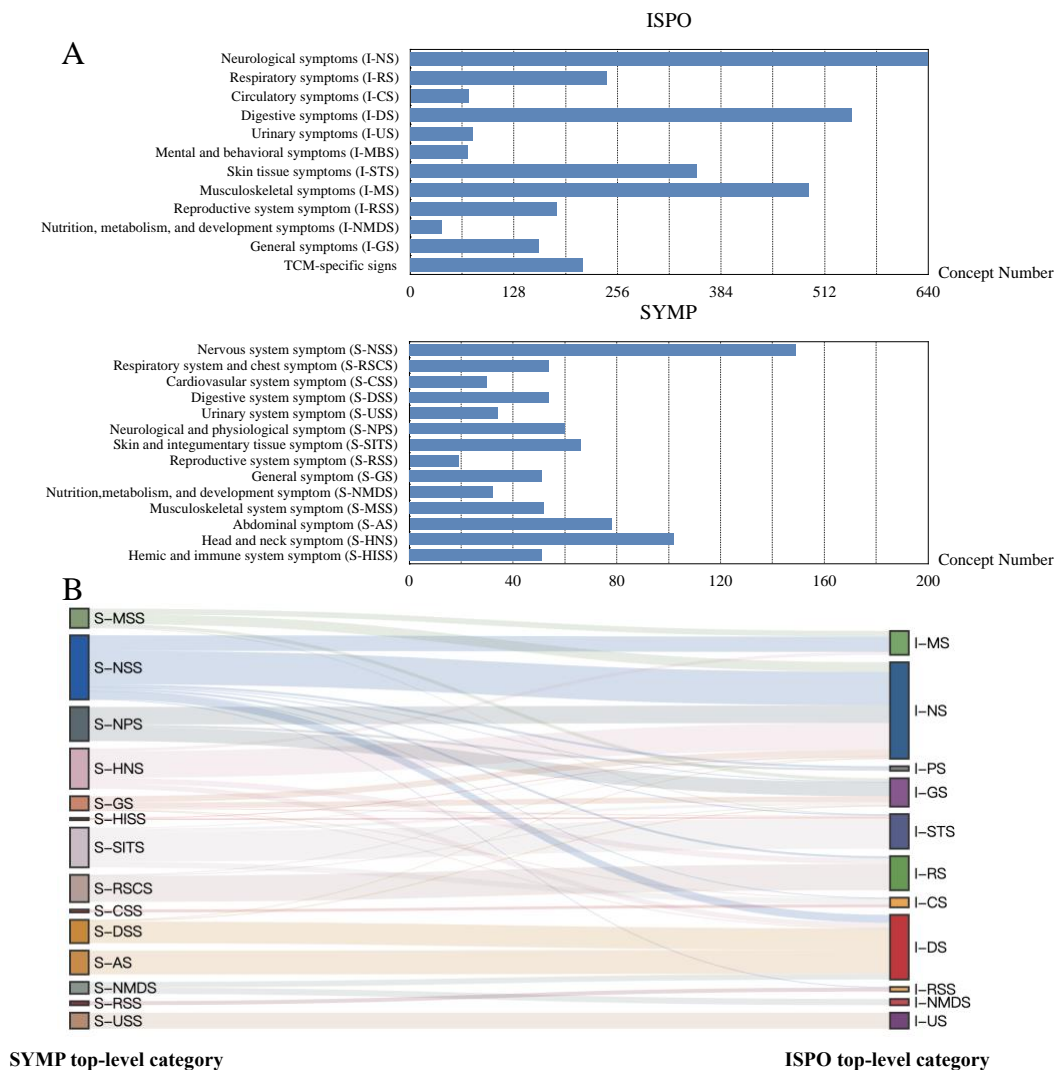 ISPO
A
Neurological symptoms (I-NS)
Respiratory symptoms (I-RS)
Circulatory symptoms (I-CS)
Digestive symptoms (I-DS)
Urinary symptoms (I-US)
Mental and behavioral symptoms (I-MBS)
Skin tissue symptoms (I-STS)
Musculoskeletal symptoms (I-MS)
Reproductive system symptom (I-RSS)
Nutrition, metabolism, and development symptoms (I-NMDS)
General symptoms (I-GS)
TCM-specific signs
Concept Number
0 128 256 384 512 640
SYMP
Nervous system symptom (S-NSS)
Respiratory system and chest symptom (S-RSCS)
Cardiovasular system symptom (S-CSS)
Digestive system symptom (S-DSS)
Urinary system symptom (S-USS)
Neurological and physiological symptom (S-NPS)
Skin and integumentary tissue symptom (S-SITS)
Reproductive system symptom (S-RSS)
General symptom (S-GS)
Nutrition,metabolism, and development symptom (S-NMDS)
Musculoskeletal system symptom (S-MSS)
Abdominal symptom (S-AS)
Head and neck symptom (S-HNS)
Hemic and immune system symptom (S-HISS)
Concept Number
0 40 80 120 160 200
B
S-MSS
S-NSS
S-NPS
S-HNS
S-GS
S-HISS
S-SITS
S-RSCS
S-CSS
S-DSS
S-AS
S-NMDS
S-RSS
S-USS
I-MS
I-NS
I-PS
I-GS
I-STS
I-RS
I-CS
I-DS
I-RSS
I-NMDS
I-US
SYMP top-level category
ISPO top-level category